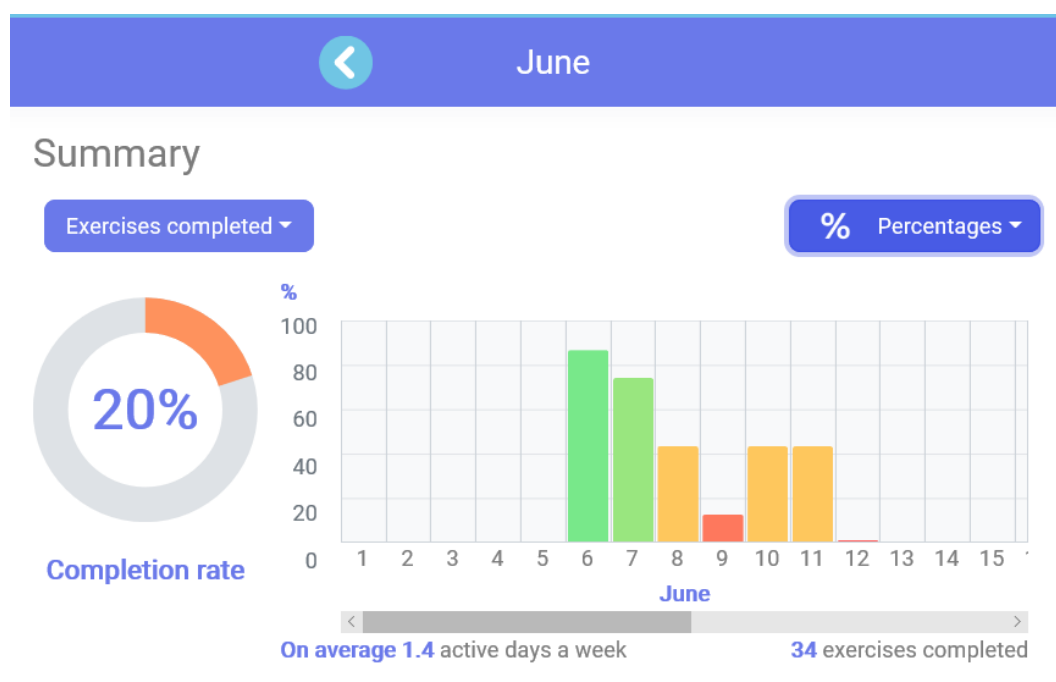 June
Summary
Exercises completed
% Percentages
%
100
80
60
40
20
0
20%
Completion rate
1 2 3 4 5 6 7 8 9 10 11 12 13 14 15
June
On average 1.4 active days a week
34 exercises completed